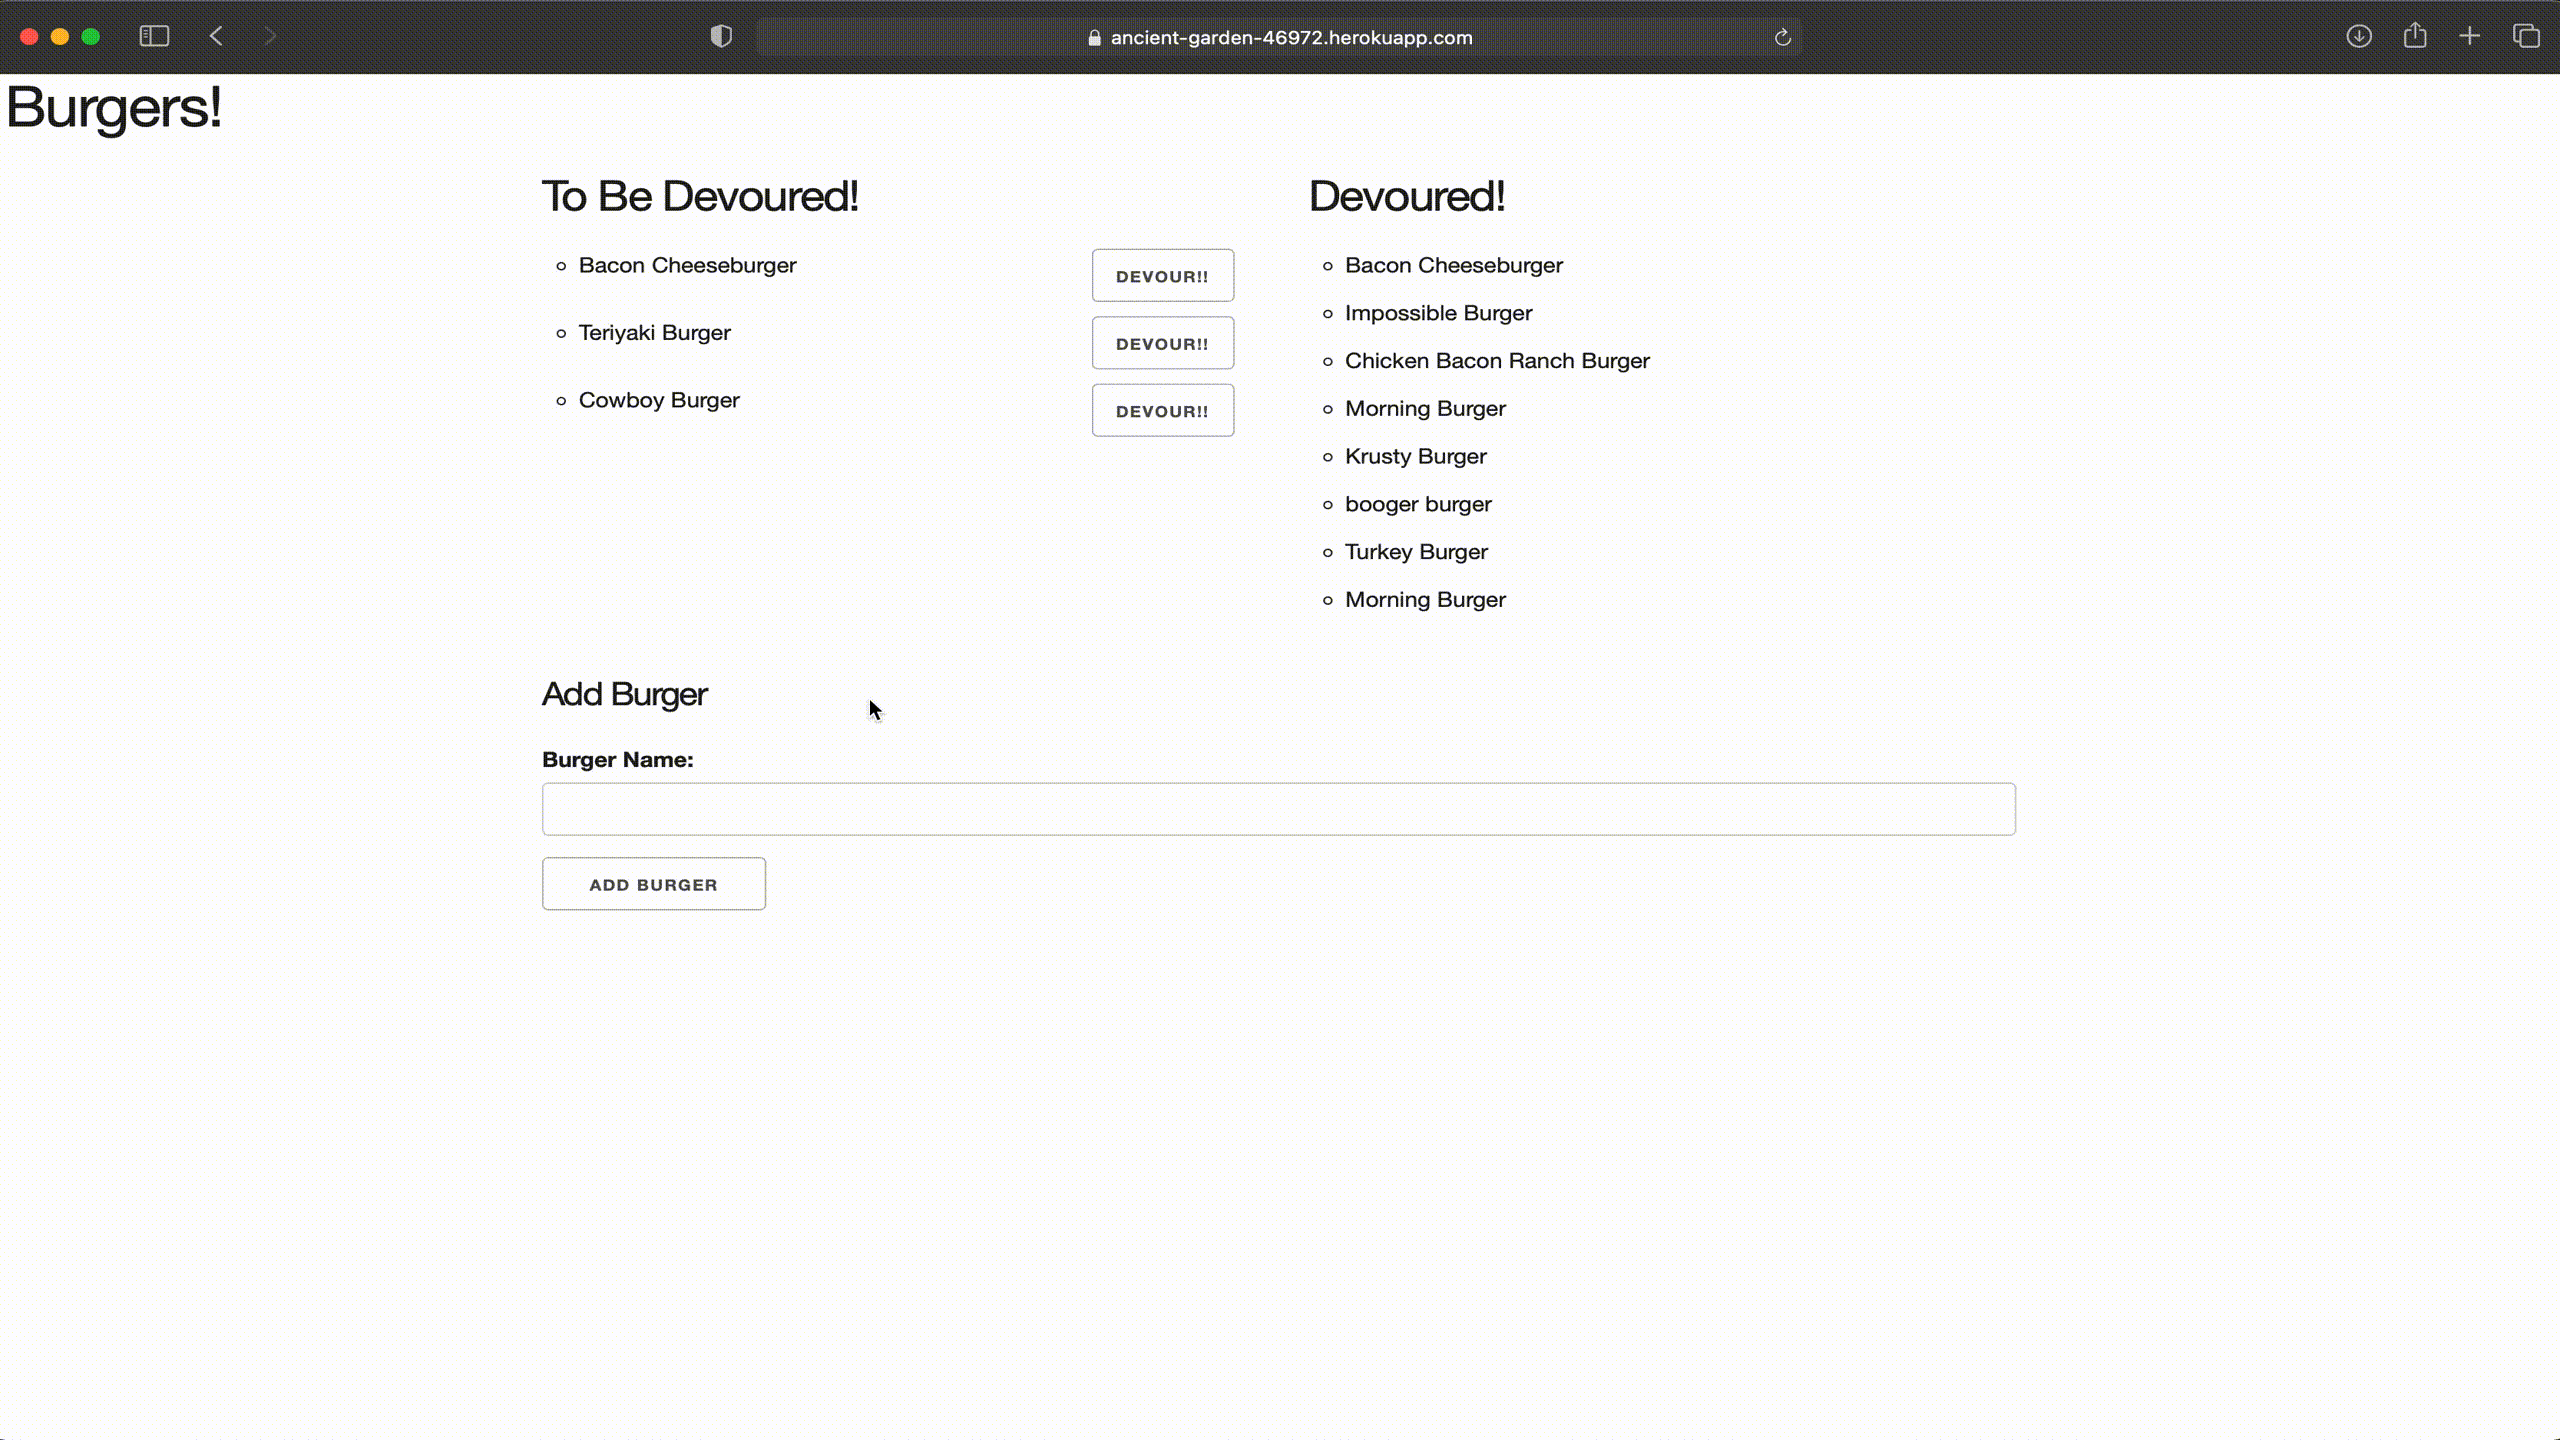 ancient-garden-46972.herokuapp.com
Burgers!
To Be Devoured!
Bacon Cheeseburger
DEVOUR!!
Teriyaki Burger
DEVOUR!!
Cowboy Burger
DEVOUR!!
Devoured!
Bacon Cheeseburger
Impossible Burger
Chicken Bacon Ranch Burger
Morning Burger
Krusty Burger
booger burger
Turkey Burger
Morning Burger
Add Burger
Burger Name:
ADD BURGER